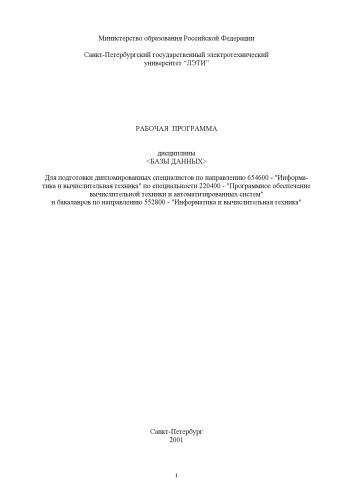 Министерство образования Российской Федерации
Санкт-Петербургский государственный электротехнический
университет “ЛЭТИ”
РАБОЧАЯ ПРОГРАММА
дисциплины
<БАЗЫ ДАННЫХ>
Для подготовки дипломированных специалистов по направлению 654600 - "Информа-
тика и вычислительная техника" по специальности 220400 - "Программное обеспечение
вычислительной техники и автоматизированных систем"
и бакалавров по направлению 552800 - "Информатика и вычислительная техника"
Санкт-Петербург
2001
1